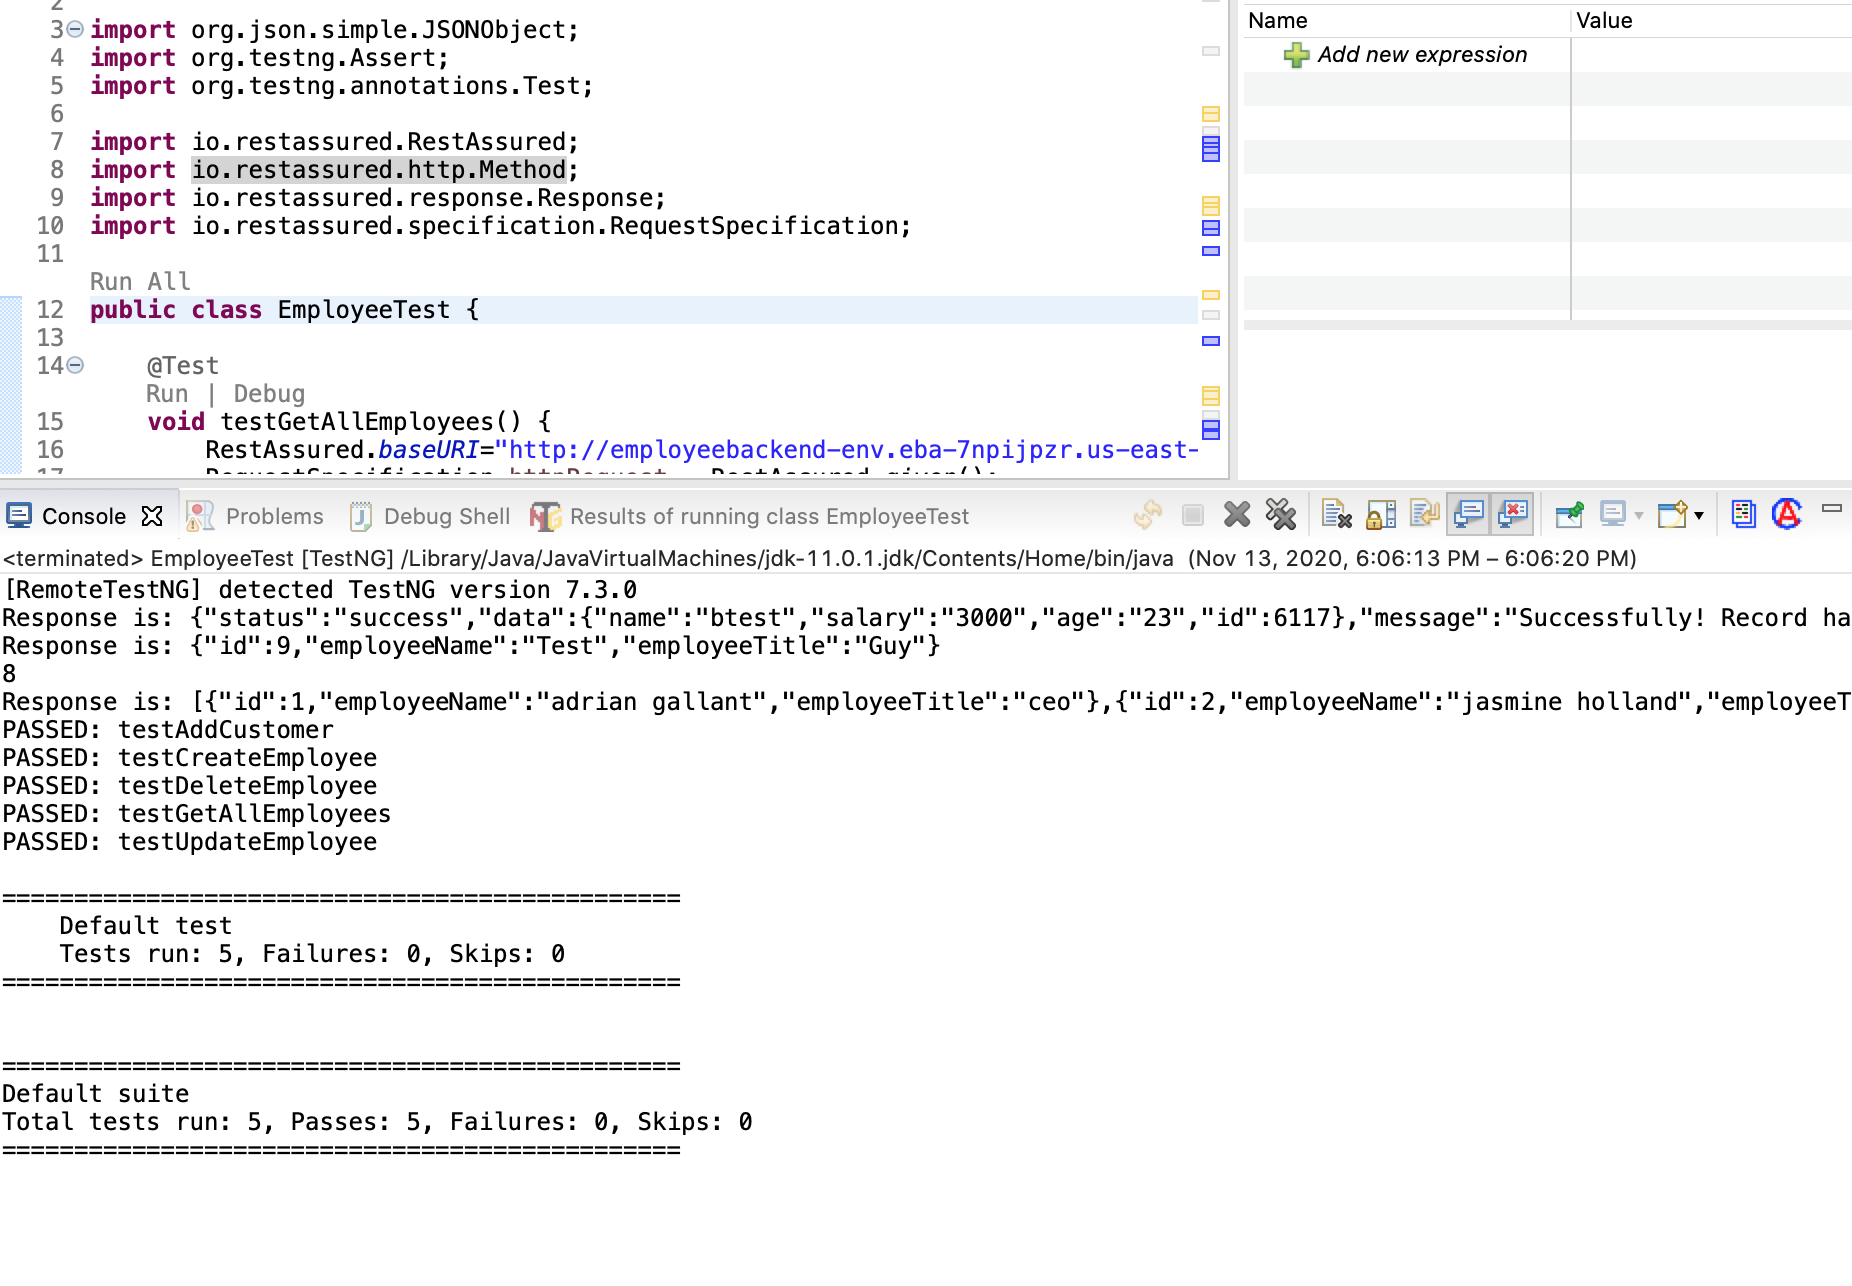 2
3 import org.json.simple.JSONObject;
4 import org.testng.Assert;
5 import org.testng.annotations.Test;
6
7 import io.restassured.RestAssured;
8 import io.restassured.http.Method;
9 import io.restassured.response.Response;
10 import io.restassured.specification.RequestSpecification;
11
Run All
12 public class EmployeeTest {
13
14 @Test
Run | Debug
15 void testGetAllEmployees() {
16 RestAssured.baseURI="http://employeebackend-env.eba-7npijpzr.us-east-
17 RequestSpecification httpRequest = RestAssured.given();
Name Value
Add new expression
Console Problems Debug Shell Results of running class EmployeeTest
<terminated> EmployeeTest [TestNG] /Library/Java/JavaVirtualMachines/jdk-11.0.1.jdk/Contents/Home/bin/java (Nov 13, 2020, 6:06:13 PM – 6:06:20 PM)
[RemoteTestNG] detected TestNG version 7.3.0
Response is: {"status":"success","data":{"name":"btest","salary":"3000","age":"23","id":6117},"message":"Successfully! Record ha
Response is: {"id":9,"employeeName":"Test","employeeTitle":"Guy"}
8
Response is: [{"id":1,"employeeName":"adrian gallant","employeeTitle":"ceo"},{"id":2,"employeeName":"jasmine holland","employeeT
PASSED: testAddCustomer
PASSED: testCreateEmployee
PASSED: testDeleteEmployee
PASSED: testGetAllEmployees
PASSED: testUpdateEmployee
===============================================
Default test
Tests run: 5, Failures: 0, Skips: 0
===============================================
===============================================
Default suite
Total tests run: 5, Passes: 5, Failures: 0, Skips: 0
===============================================